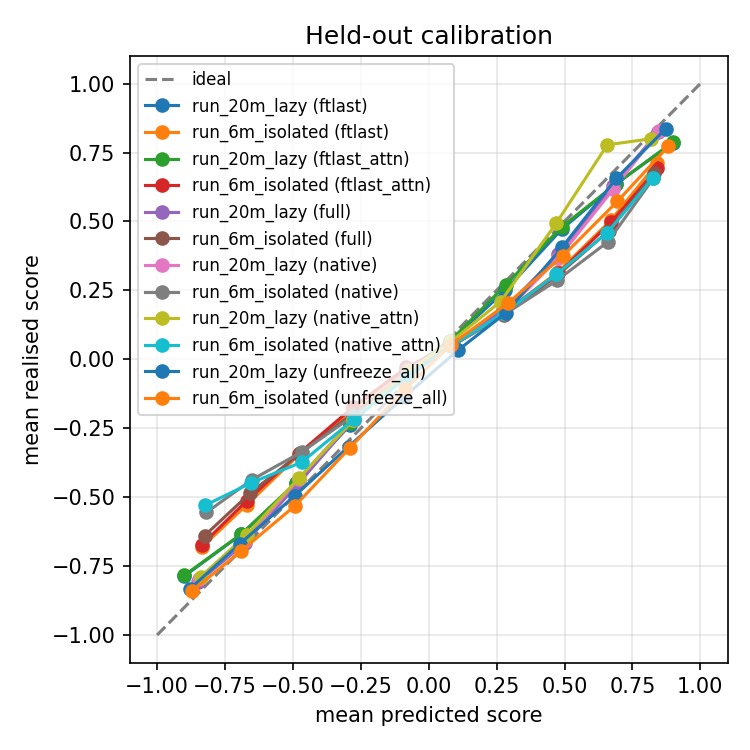 Held-out calibration
mean realised score
1.00
0.75
0.50
0.25
0.00
−0.25
−0.50
−0.75
−1.00
ideal
run_20m_lazy (ftlast)
run_6m_isolated (ftlast)
run_20m_lazy (ftlast_attn)
run_6m_isolated (ftlast_attn)
run_20m_lazy (full)
run_6m_isolated (full)
run_20m_lazy (native)
run_6m_isolated (native)
run_20m_lazy (native_attn)
run_6m_isolated (native_attn)
run_20m_lazy (unfreeze_all)
run_6m_isolated (unfreeze_all)
−1.00 −0.75 −0.50 −0.25 0.00 0.25 0.50 0.75 1.00
mean predicted score